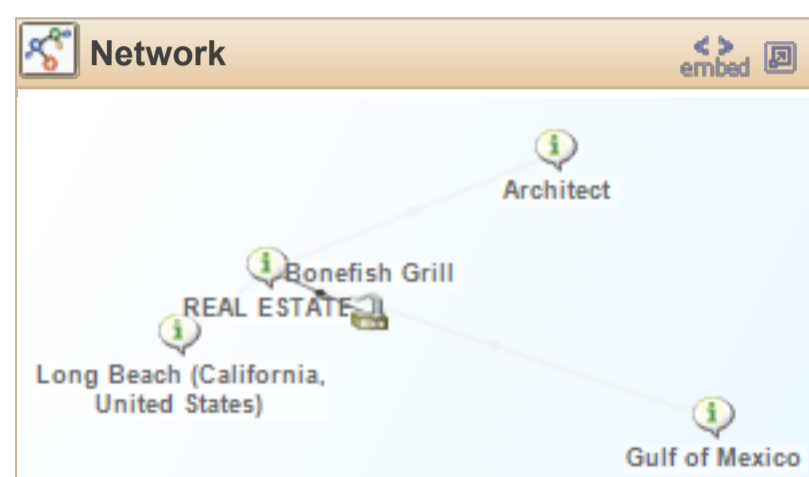 Network
embed
Architect
Bonefish Grill
REAL ESTATE
Long Beach (California,
United States)
Gulf of Mexico